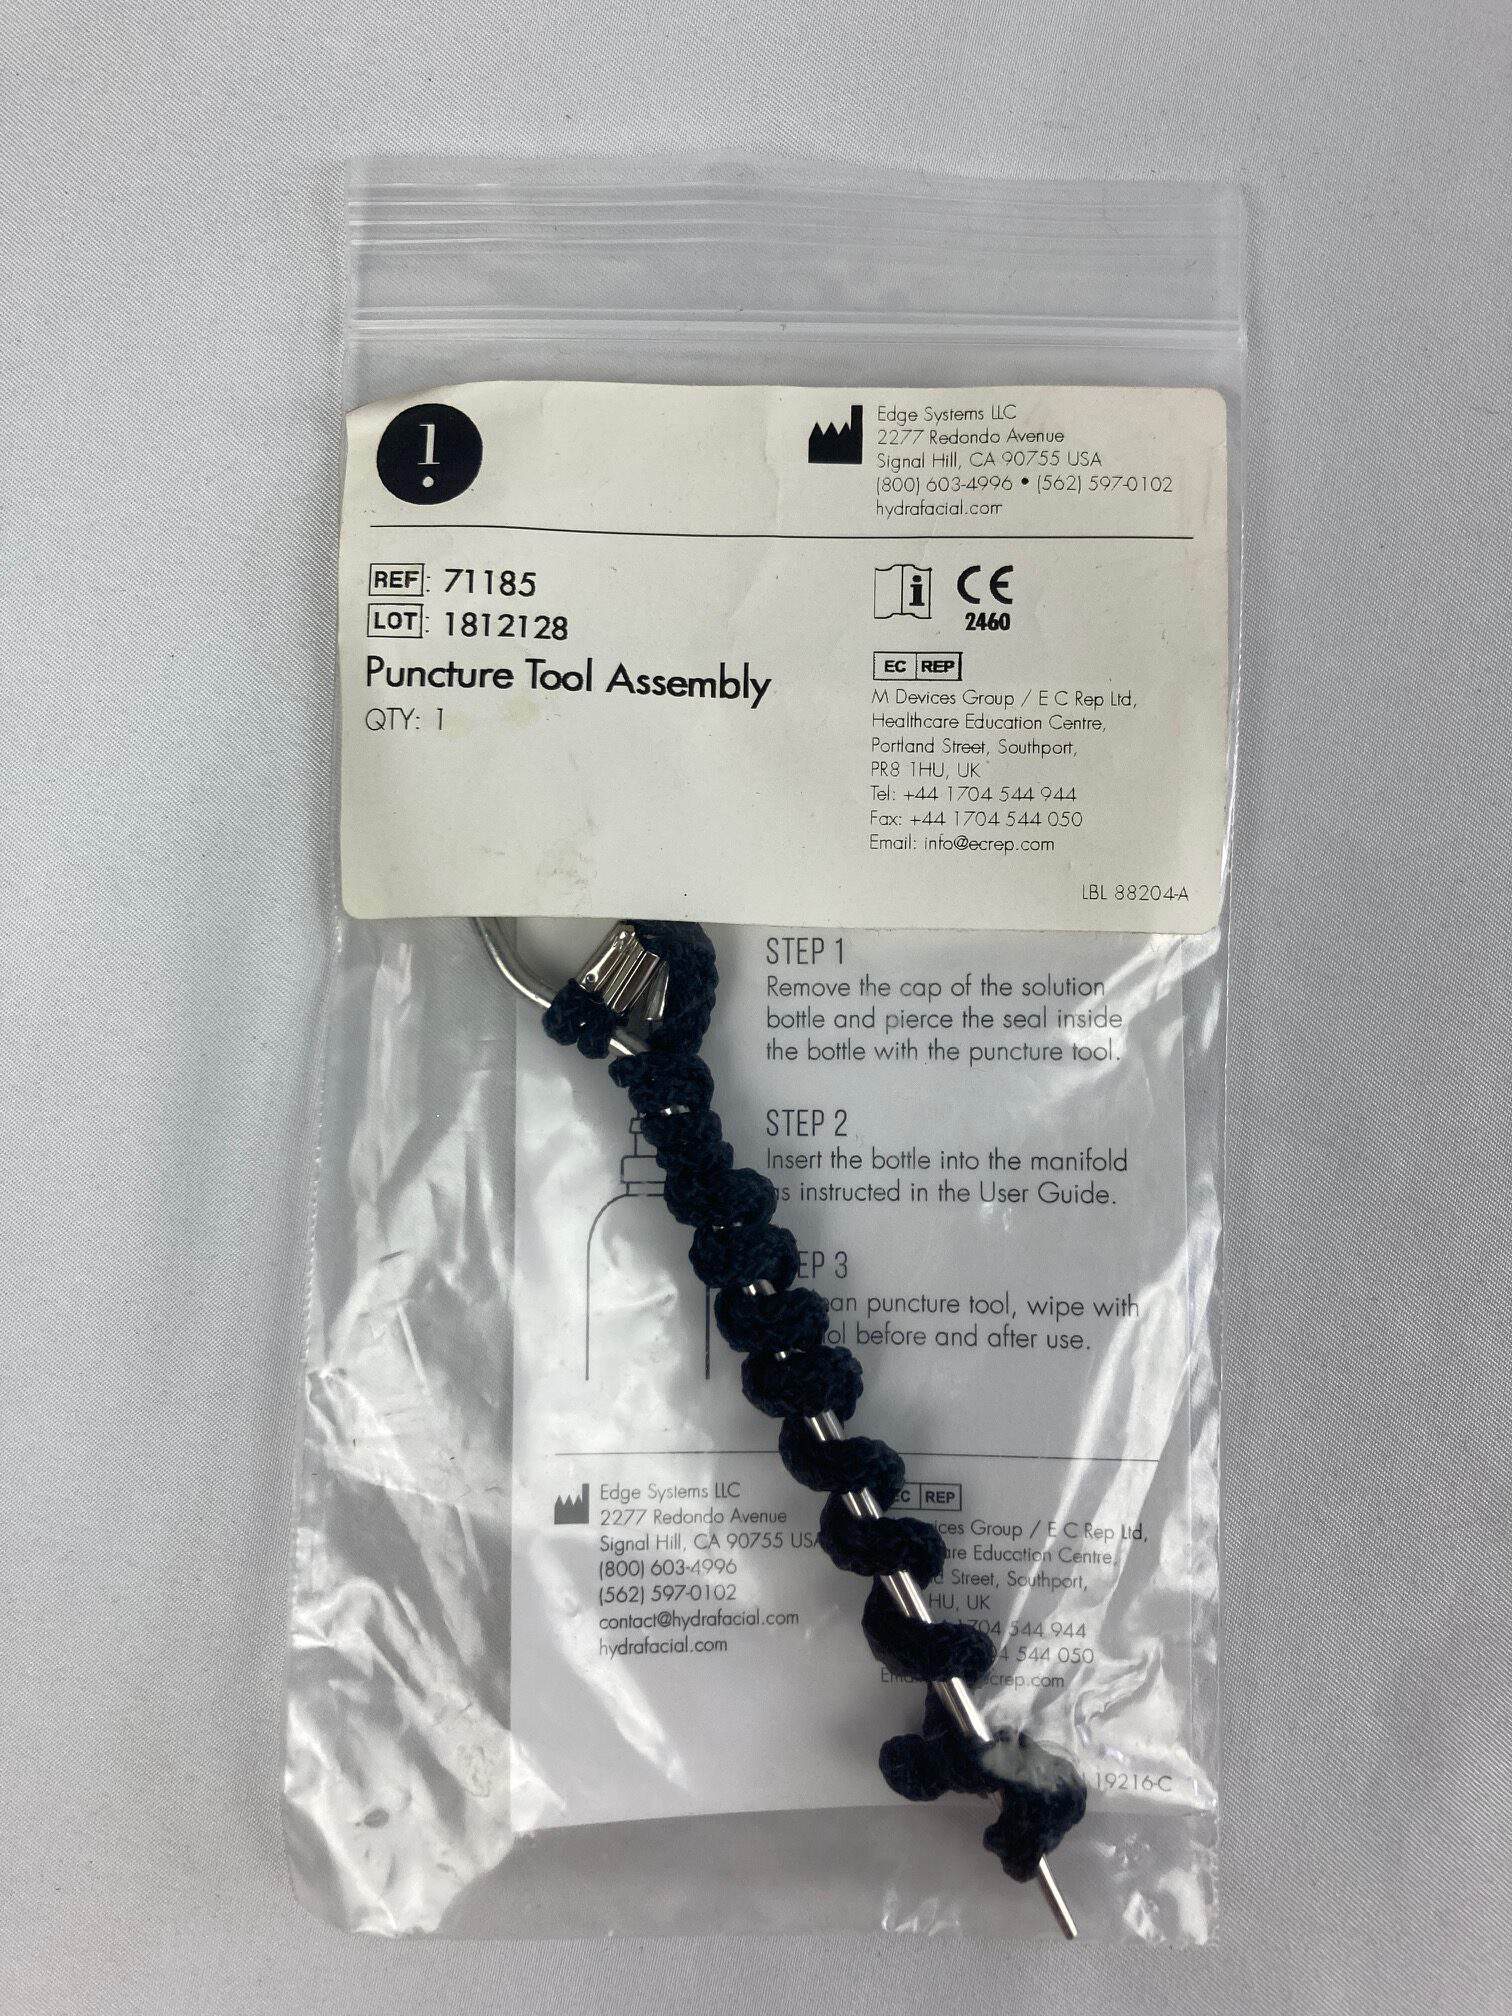 1
Edge Systems LLC
2277 Redondo Avenue
Signal Hill, CA 90755 USA
(800) 603-4996 • (562) 597-0102
hydrafacial.com
REF: 71185
LOT: 1812128
Puncture Tool Assembly
QTY: 1
i CE
2460
EC REP
M Devices Group / E C Rep Ltd,
Healthcare Education Centre,
Portland Street, Southport,
PR8 1HU, UK
Tel: +44 1704 544 944
Fax: +44 1704 544 050
Email: info@ecrep.com
LBL 88204-A
STEP 1
Remove the cap of the solution
bottle and pierce the seal inside
the bottle with the puncture tool.
STEP 2
Insert the bottle into the manifold
as instructed in the User Guide.
EP 3
puncture tool, wipe with
before and after use.
Edge Systems LLC
2277 Redondo Avenue
Signal Hill, CA 90755 USA
(800) 603-4996
(562) 597-0102
contact@hydrafacial.com
hydrafacial.com
EC REP
Group / E C Rep Ltd,
Education Centre,
Street, Southport,
HU, UK
544 944
544 050
19216-C